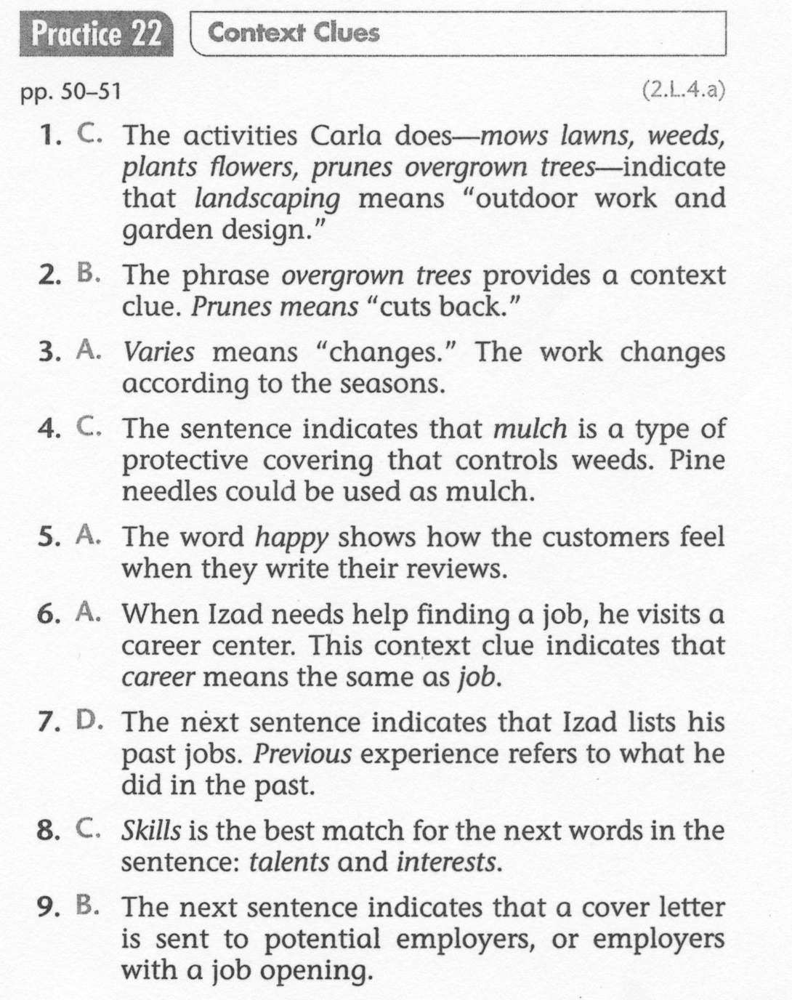 Practice 22 Context Clues
pp. 50–51 (2.L.4.a)
1. C. The activities Carla does—mows lawns, weeds,
plants flowers, prunes overgrown trees—indicate
that landscaping means “outdoor work and
garden design.”
2. B. The phrase overgrown trees provides a context
clue. Prunes means “cuts back.”
3. A. Varies means “changes.” The work changes
according to the seasons.
4. C. The sentence indicates that mulch is a type of
protective covering that controls weeds. Pine
needles could be used as mulch.
5. A. The word happy shows how the customers feel
when they write their reviews.
6. A. When Izad needs help finding a job, he visits a
career center. This context clue indicates that
career means the same as job.
7. D. The next sentence indicates that Izad lists his
past jobs. Previous experience refers to what he
did in the past.
8. C. Skills is the best match for the next words in the
sentence: talents and interests.
9. B. The next sentence indicates that a cover letter
is sent to potential employers, or employers
with a job opening.